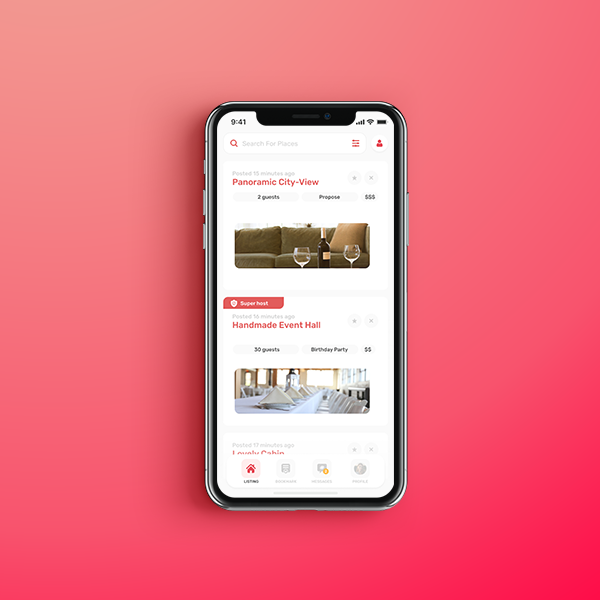 9:41
Search For Places
Posted 15 minutes ago
Panoramic City-View
2 guests Propose $$$
Super host
Posted 16 minutes ago
Handmade Event Hall
30 guests Birthday Party $$
Posted 17 minutes ago
Lovely Cabin
LISTING MESSAGES PROFILE